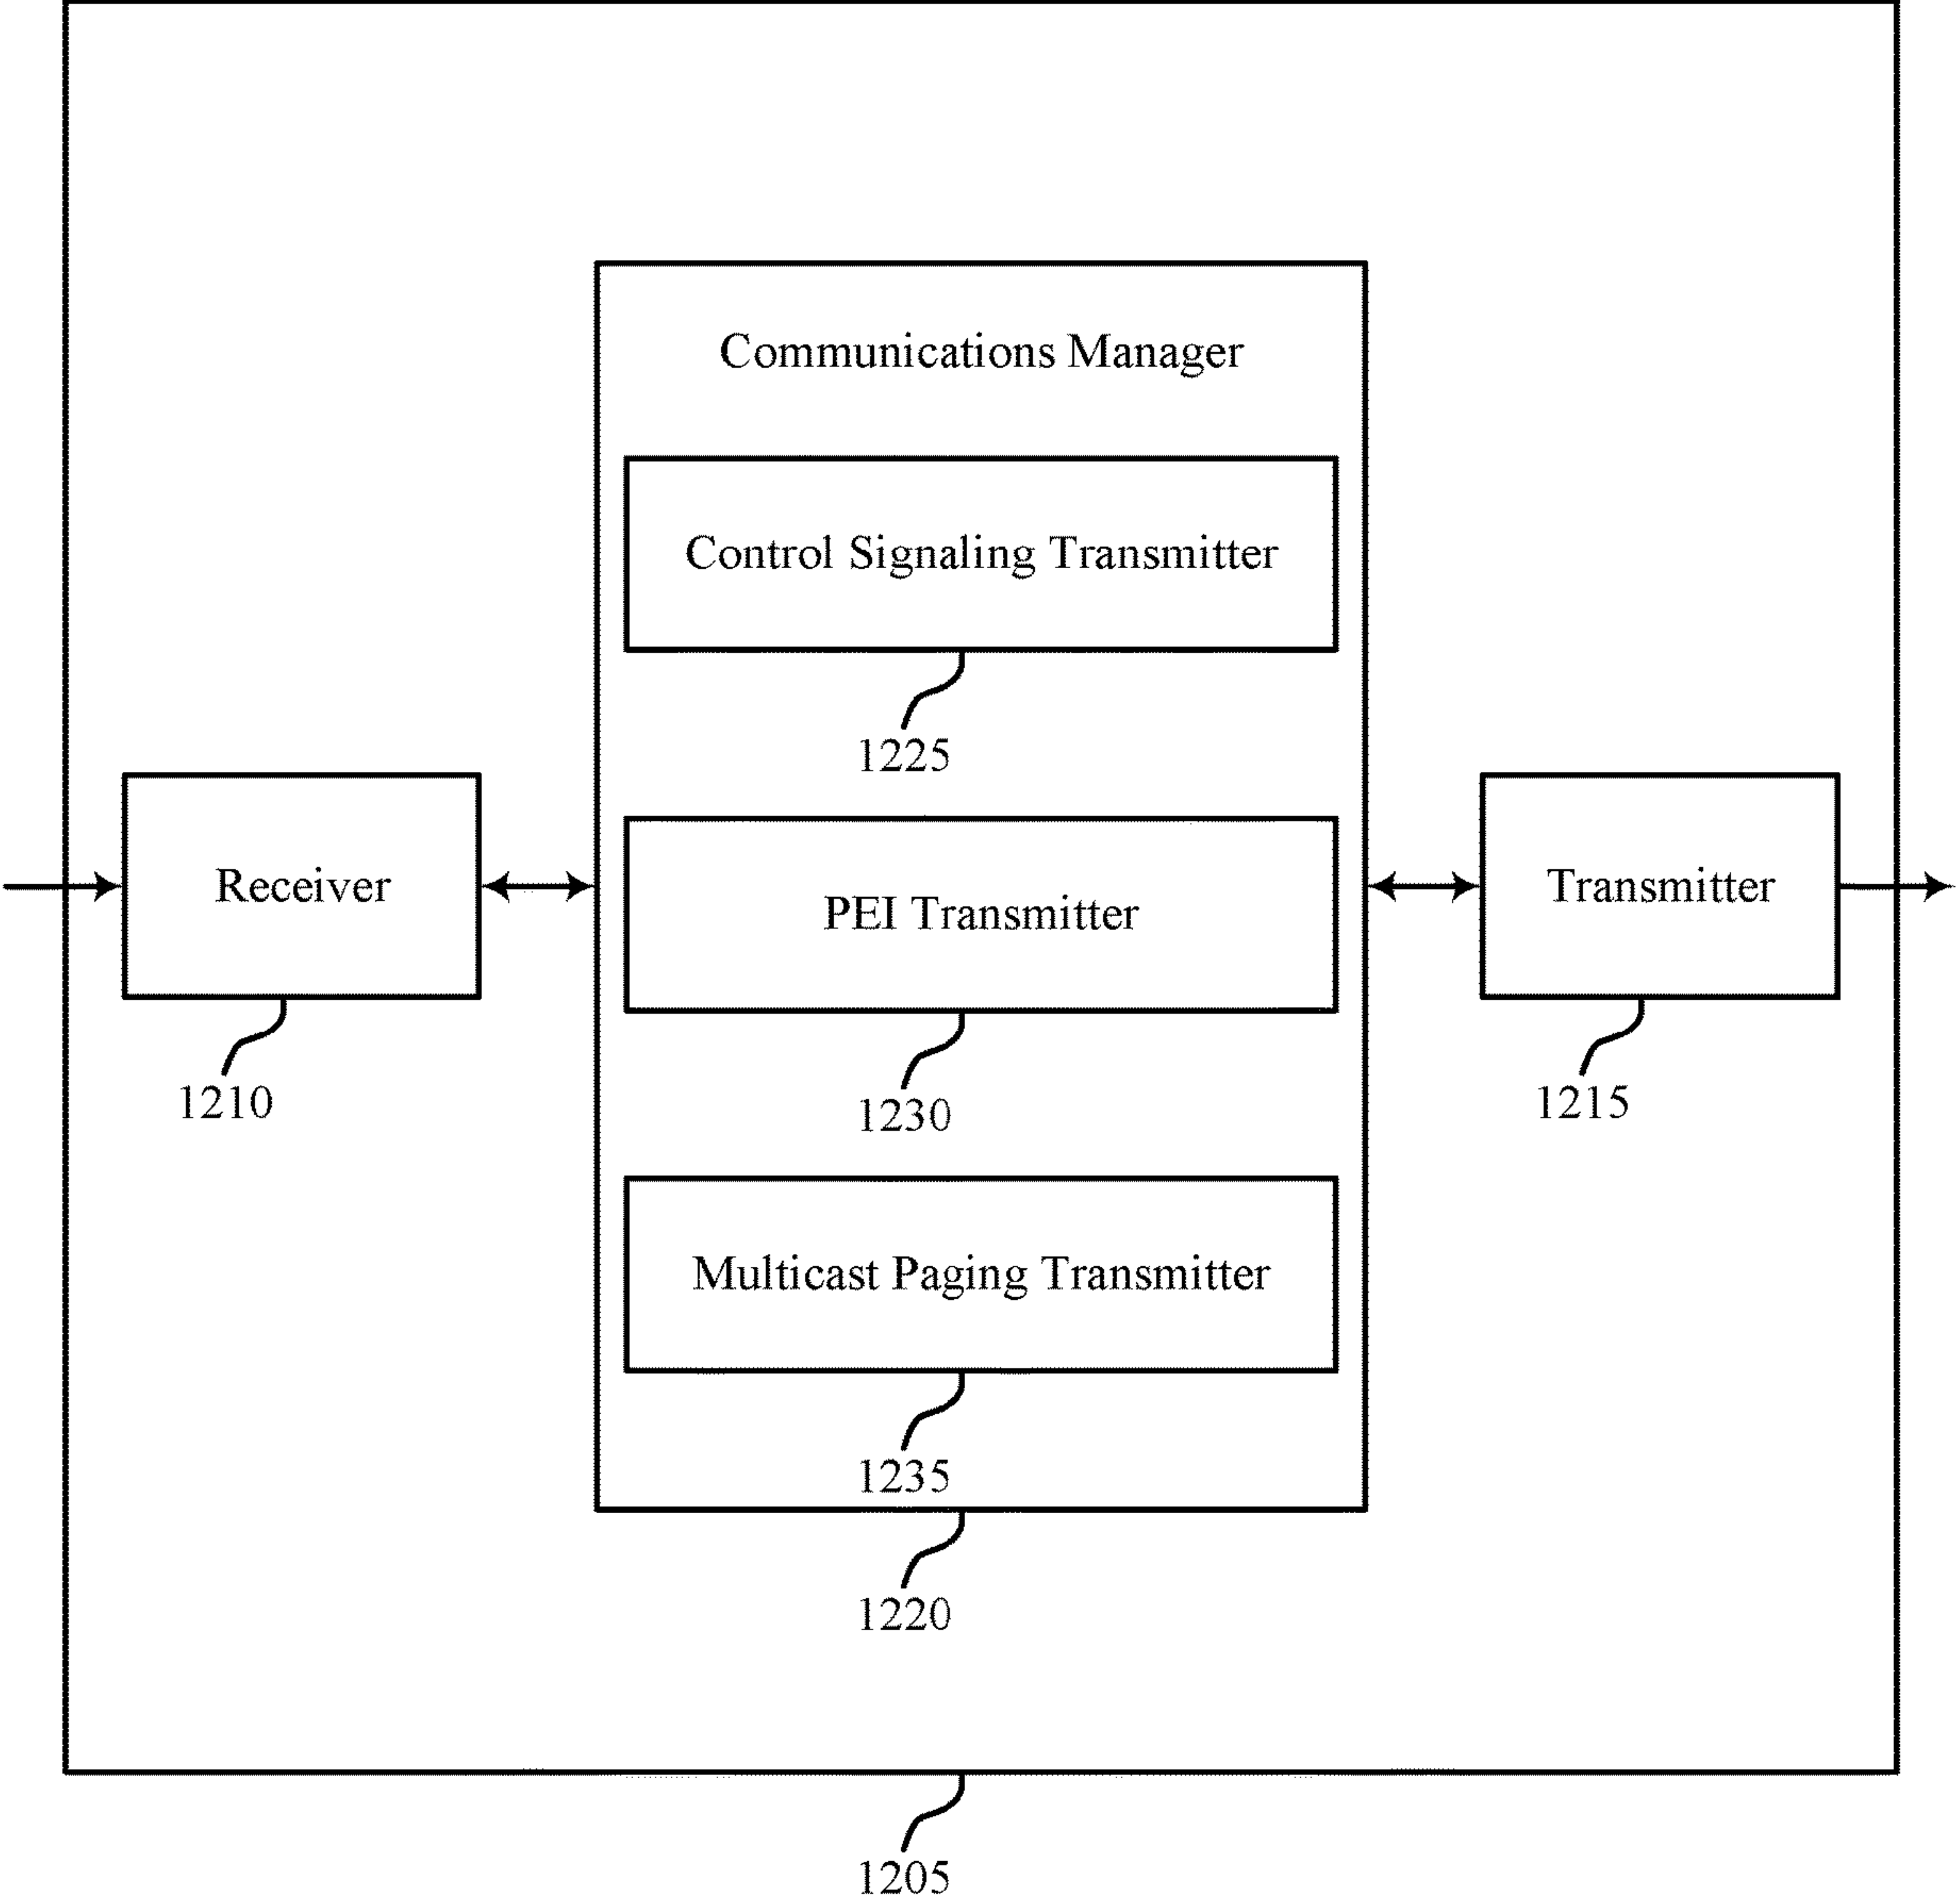 Communications Manager
Control Signaling Transmitter
1225
Receiver
1210
PEI Transmitter
1230
Transmitter
1215
Multicast Paging Transmitter
1235
1220
1205